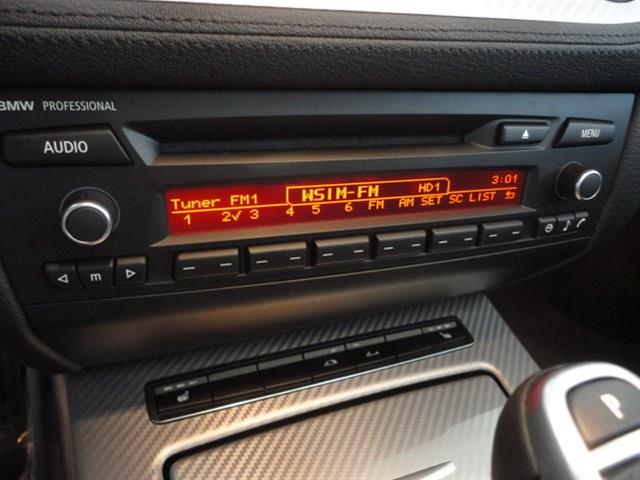 BMW PROFESSIONAL
AUDIO
MENU
Tuner FM1 WSIM-FM HD1 3:01
1 2✓ 3 4 5 6 FM AM SET SC LIST
m
P